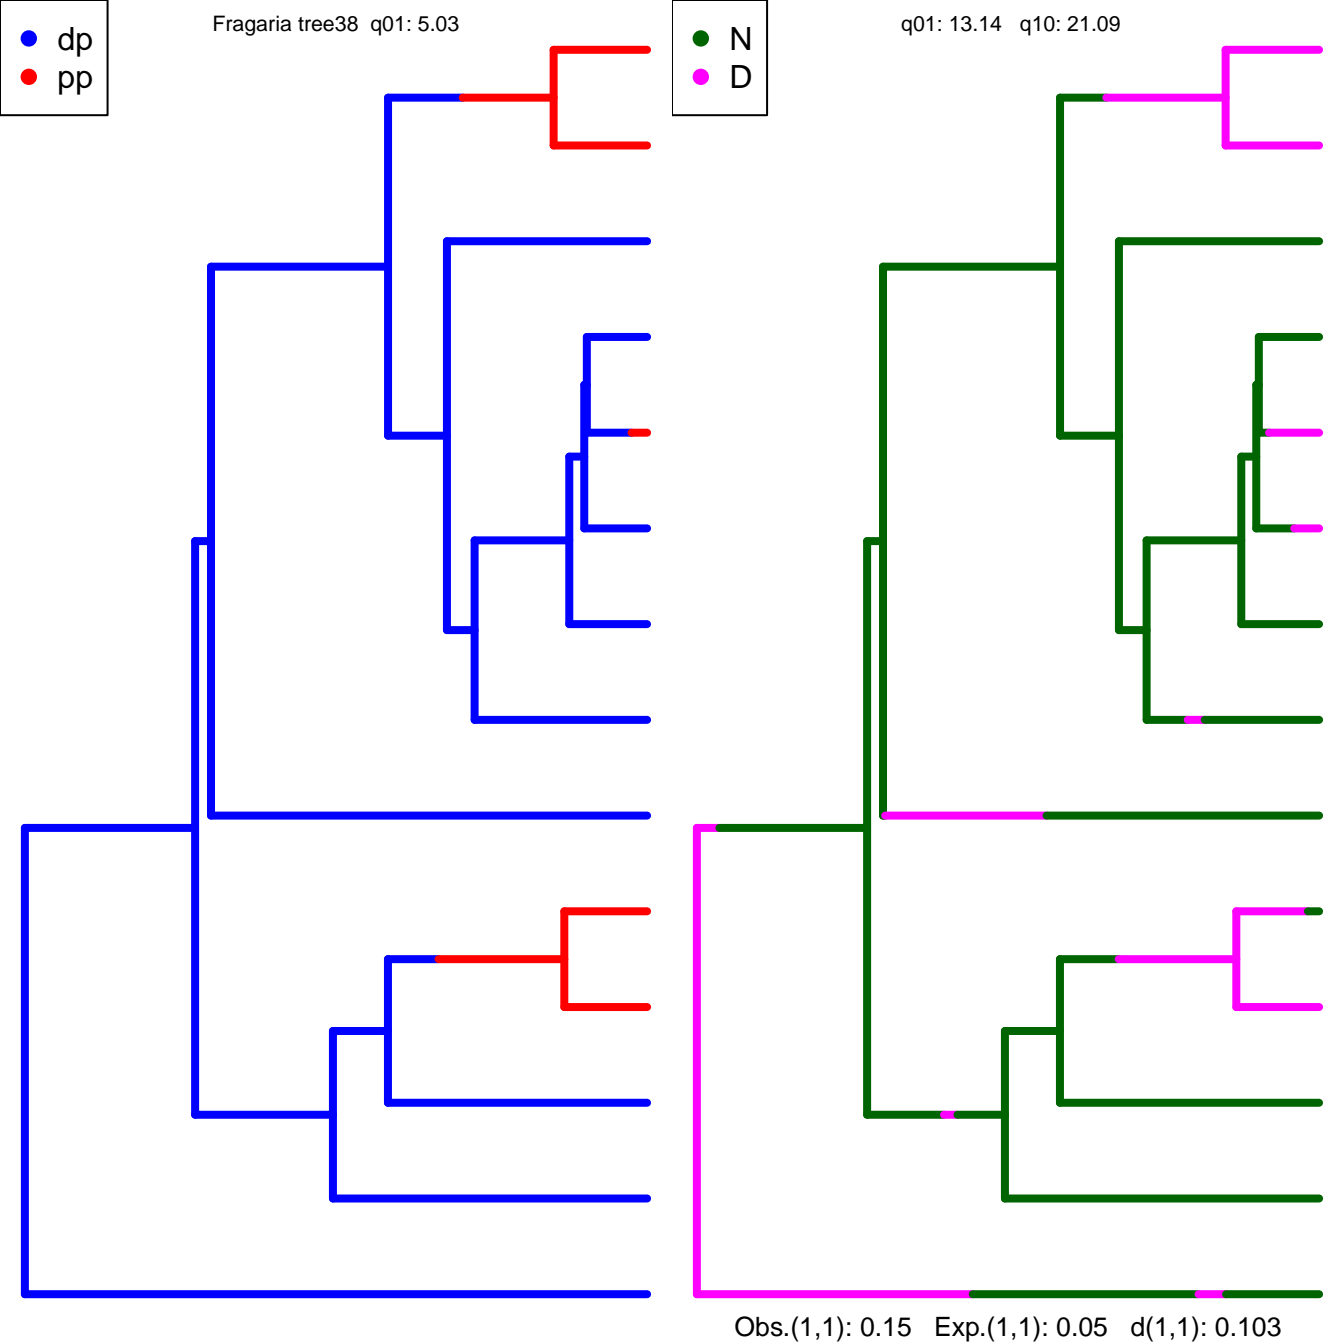 dp
pp
Fragaria tree38  q01: 5.03
N
D
q01: 13.14   q10: 21.09
Obs.(1,1): 0.15   Exp.(1,1): 0.05   d(1,1): 0.103